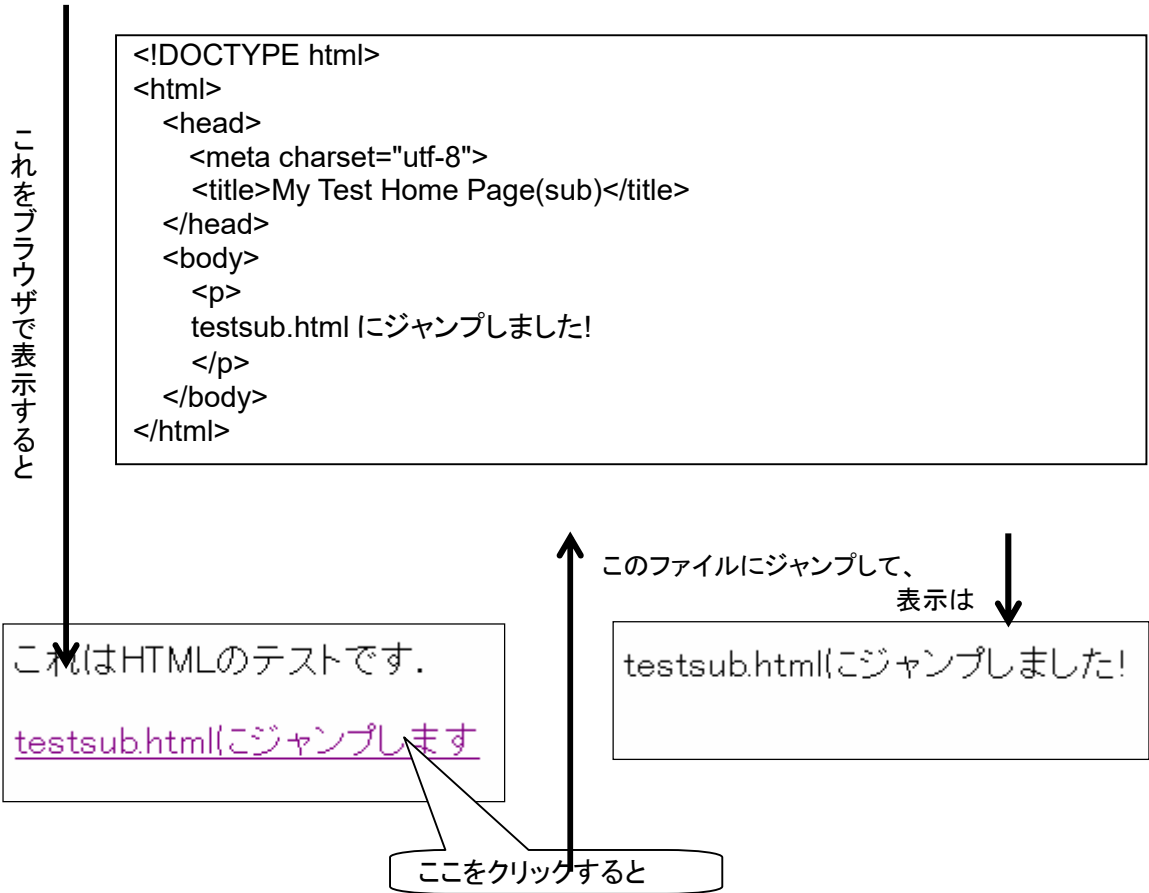 <!DOCTYPE html>
<html>
<head>
<meta charset="utf-8">
<title>My Test Home Page(sub)</title>
</head>
<body>
<p>
testsub.html にジャンプしました!
</p>
</body>
</html>
これをブラウザで表示すると
このファイルにジャンプして、
表示は
これはHTMLのテストです.
testsub.htmlにジャンプします
testsub.htmlにジャンプしました!
ここをクリックすると